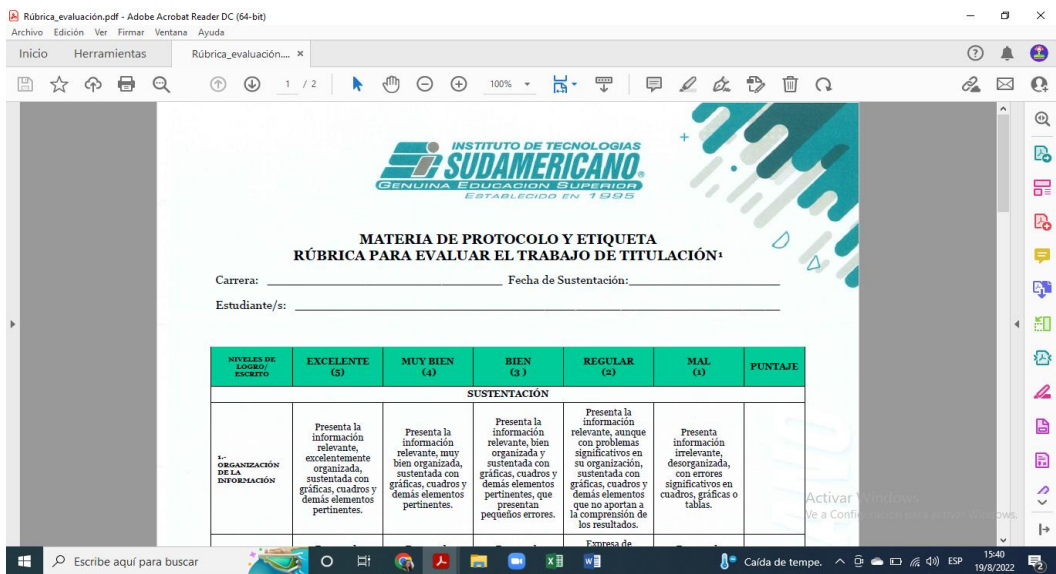 Rúbrica_evaluación.pdf - Adobe Acrobat Reader DC (64-bit)
Archivo Edición Ver Firmar Ventana Ayuda
Inicio Herramientas Rúbrica_evaluación....
1 / 2 100%
INSTITUTO DE TECNOLOGIAS
SUDAMERICANO
GENUINA EDUCACION SUPERIOR
ESTABLECIDO EN 1995
MATERIA DE PROTOCOLO Y ETIQUETA
RÚBRICA PARA EVALUAR EL TRABAJO DE TITULACIÓN¹
Carrera: Fecha de Sustentación:
Estudiante/s:
NIVELES DE
LOGRO/
ESCRITO
EXCELENTE
(5)
MUY BIEN
(4)
BIEN
(3 )
REGULAR
(2)
MAL
(1)
PUNTAJE
SUSTENTACIÓN
1.-
ORGANIZACIÓN
DE LA
INFORMACIÓN
Presenta la
información
relevante,
excelentemente
organizada,
sustentada con
gráficas, cuadros y
demás elementos
pertinentes.
Presenta la
información
relevante, muy
bien organizada,
sustentada con
gráficas, cuadros y
demás elementos
pertinentes.
Presenta la
información
relevante, bien
organizada y
sustentada con
gráficas, cuadros y
demás elementos
pertinentes, que
presentan
pequeños errores.
Presenta la
información
relevante, aunque
con problemas
significativos en
su organización,
sustentada con
gráficas, cuadros y
demás elementos
que no aportan a
la comprensión de
los resultados.
Presenta
información
irrelevante,
desorganizada,
con errores
significativos en
cuadros, gráficas o
tablas.
Expresa de
Activar Windows
Ve a Configuración para activar Windows.
Escribe aquí para buscar
Caída de tempe. ESP
15:40
19/8/2022